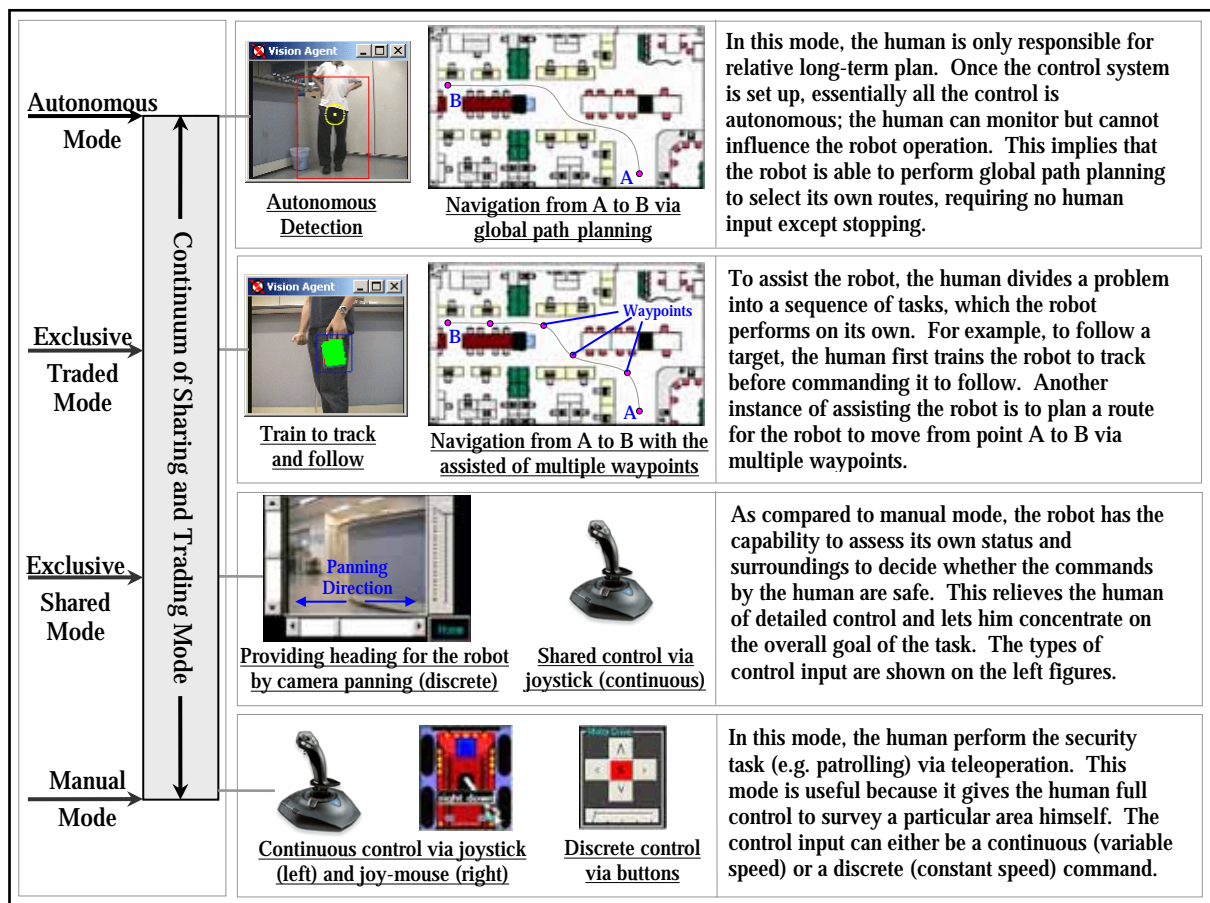 Autonomous
Mode
Exclusive
Traded
Mode
Exclusive
Shared
Mode
Manual
Mode
Continuum of Sharing and Trading Mode
Vision Agent
Autonomous
Detection
B
A
Navigation from A to B via
global path planning
In this mode, the human is only responsible for
relative long-term plan. Once the control system
is set up, essentially all the control is
autonomous; the human can monitor but cannot
influence the robot operation. This implies that
the robot is able to perform global path planning
to select its own routes, requiring no human
input except stopping.
Vision Agent
Train to track
and follow
Waypoints
B
A
Navigation from A to B with the
assisted of multiple waypoints
To assist the robot, the human divides a problem
into a sequence of tasks, which the robot
performs on its own. For example, to follow a
target, the human first trains the robot to track
before commanding it to follow. Another
instance of assisting the robot is to plan a route
for the robot to move from point A to B via
multiple waypoints.
Panning
Direction
Home
Providing heading for the robot
by camera panning (discrete)
Shared control via
joystick (continuous)
As compared to manual mode, the robot has the
capability to assess its own status and
surroundings to decide whether the commands
by the human are safe. This relieves the human
of detailed control and lets him concentrate on
the overall goal of the task. The types of
control input are shown on the left figures.
right down
Continuous control via joystick
(left) and joy-mouse (right)
Motor Drive
S
Discrete control
via buttons
In this mode, the human perform the security
task (e.g. patrolling) via teleoperation. This
mode is useful because it gives the human full
control to survey a particular area himself. The
control input can either be a continuous (variable
speed) or a discrete (constant speed) command.